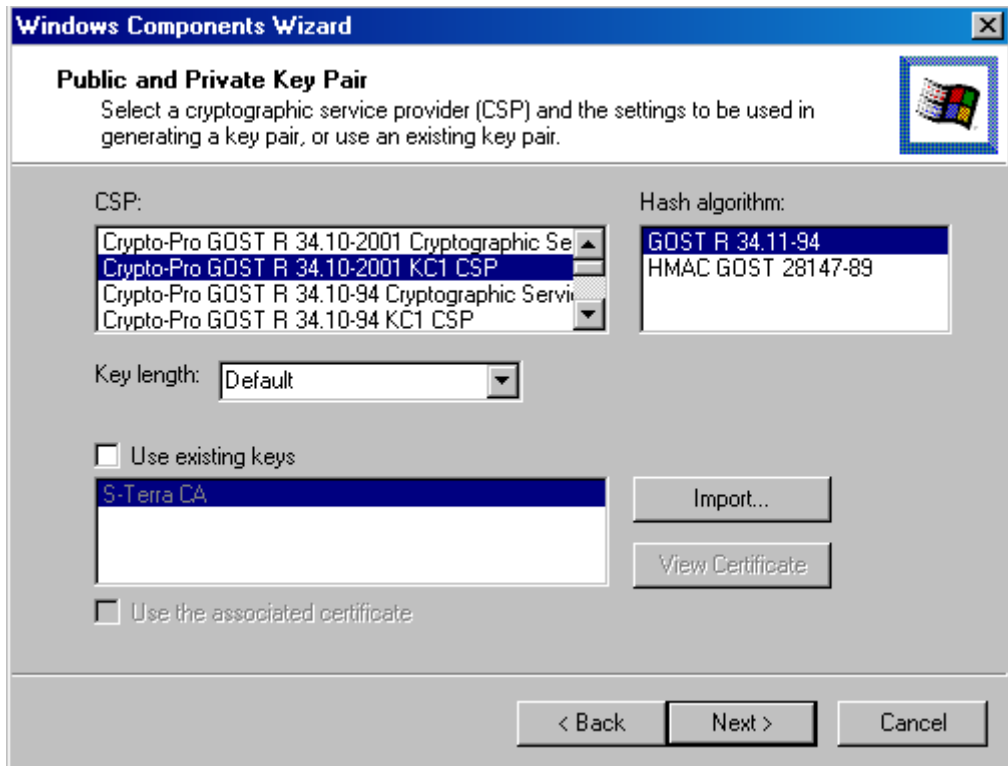 Windows Components Wizard
Public and Private Key Pair
Select a cryptographic service provider (CSP) and the settings to be used in
generating a key pair, or use an existing key pair.
CSP:
Crypto-Pro GOST R 34.10-2001 Cryptographic Se
Crypto-Pro GOST R 34.10-2001 KC1 CSP
Crypto-Pro GOST R 34.10-94 Cryptographic Servi
Crypto-Pro GOST R 34.10-94 KC1 CSP
Hash algorithm:
GOST R 34.11-94
HMAC GOST 28147-89
Key length:
Default
Use existing keys
S-Terra CA
Import...
View Certificate
Use the associated certificate
< Back
Next >
Cancel